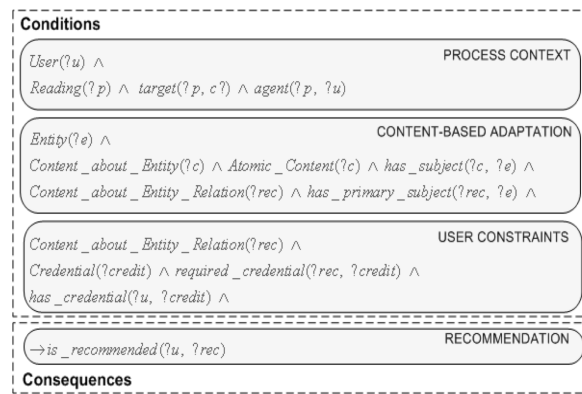 Conditions
PROCESS CONTEXT
User(?u) ∧
Reading(?p) ∧ target(?p, c?) ∧ agent(?p, ?u)
CONTENT-BASED ADAPTATION
Entity(?e) ∧
Content_about_Entity(?c) ∧ Atomic_Content(?c) ∧ has_subject(?c, ?e) ∧
Content_about_Entity_Relation(?rec) ∧ has_primary_subject(?rec, ?e) ∧
USER CONSTRAINTS
Content_about_Entity_Relation(?rec) ∧
Credential(?credit) ∧ required_credential(?rec, ?credit) ∧
has_credential(?u, ?credit) ∧
RECOMMENDATION
→is_recommended(?u, ?rec)
Consequences